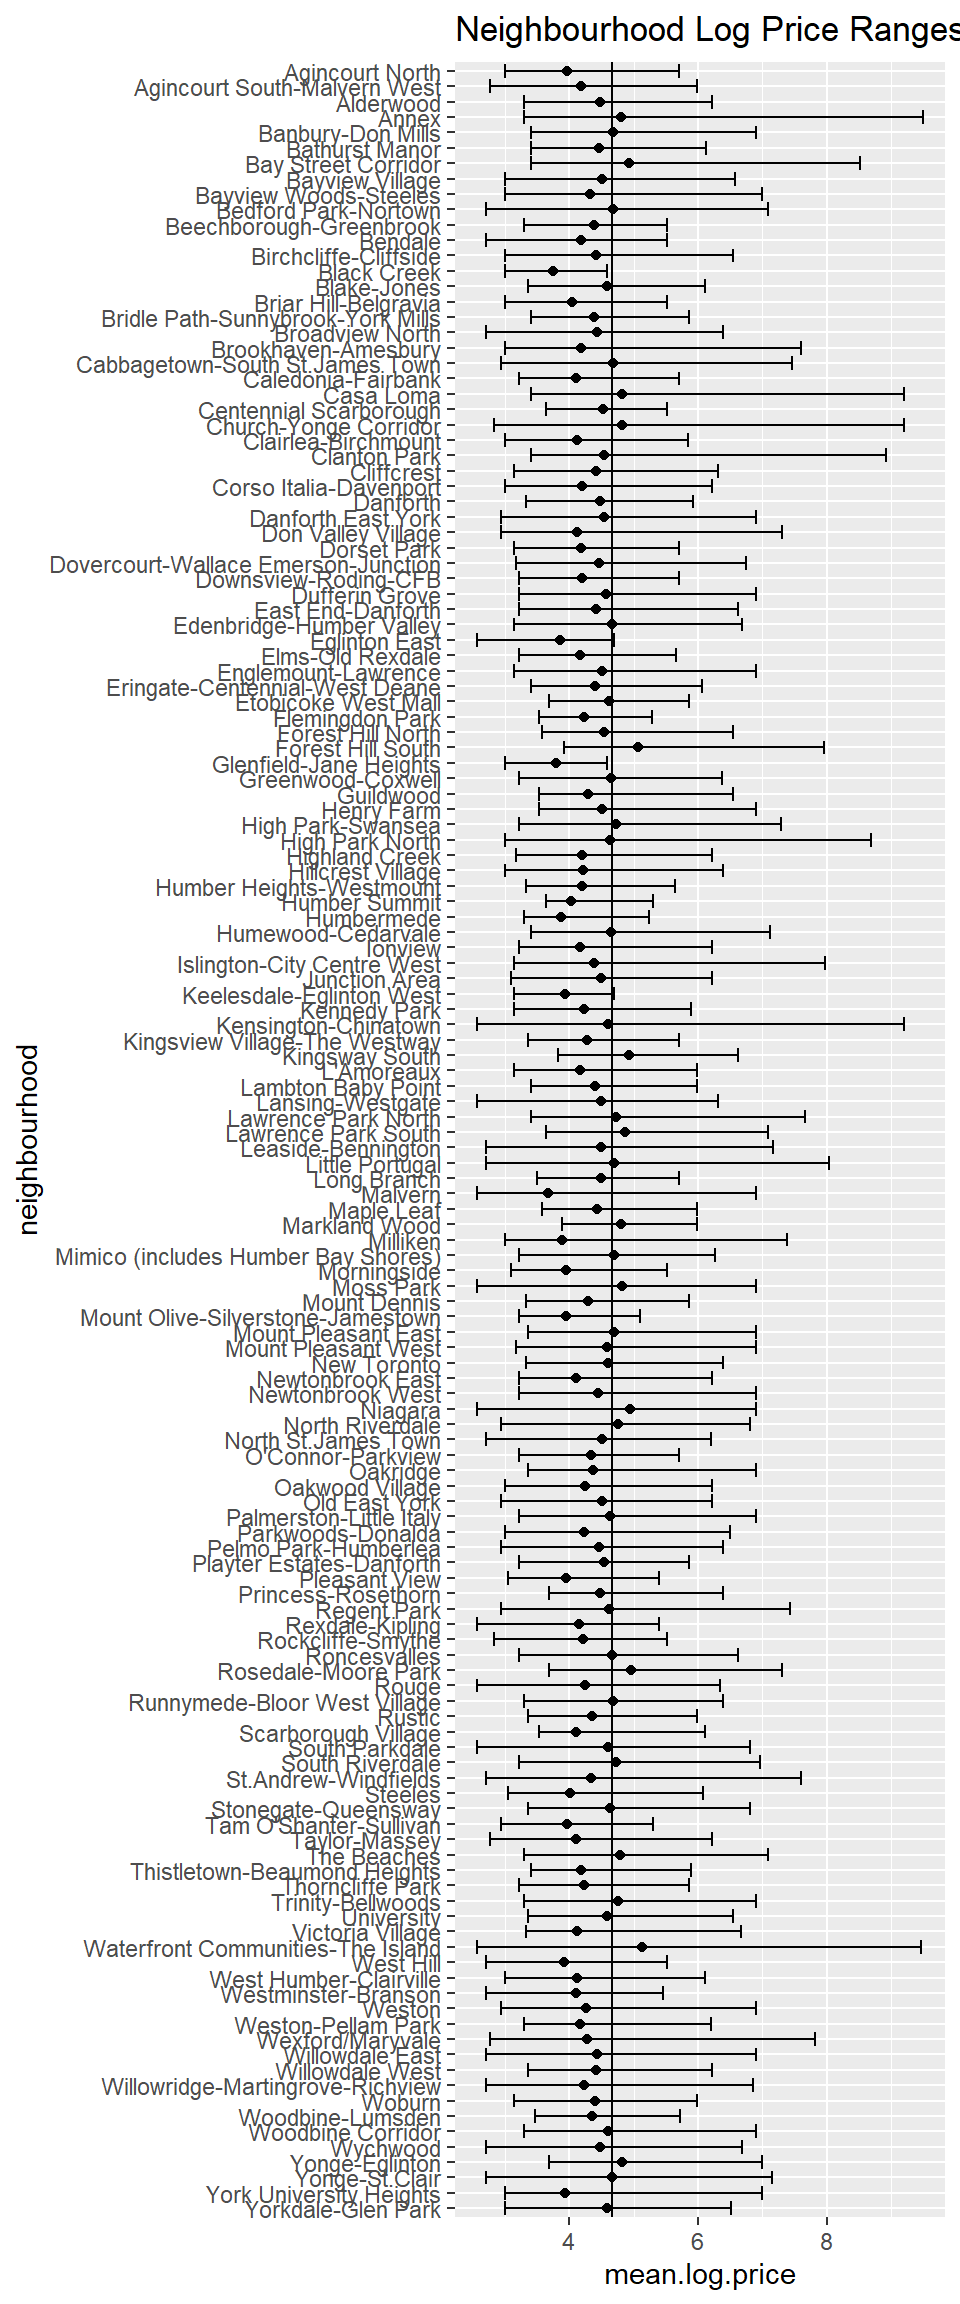 Neighbourhood Log Price Ranges
Agincourt North
Agincourt South-Malvern West
Alderwood
Annex
Banbury-Don Mills
Bathurst Manor
Bay Street Corridor
Bayview Village
Bayview Woods-Steeles
Bedford Park-Nortown
Beechborough-Greenbrook
Bendale
Birchcliffe-Cliffside
Black Creek
Blake-Jones
Briar Hill-Belgravia
Bridle Path-Sunnybrook-York Mills
Broadview North
Brookhaven-Amesbury
Cabbagetown-South St.James Town
Caledonia-Fairbank
Casa Loma
Centennial Scarborough
Church-Yonge Corridor
Clairlea-Birchmount
Clanton Park
Cliffcrest
Corso Italia-Davenport
Danforth
Danforth East York
Don Valley Village
Dorset Park
Dovercourt-Wallace Emerson-Junction
Downsview-Roding-CFB
Dufferin Grove
East End-Danforth
Edenbridge-Humber Valley
Eglinton East
Elms-Old Rexdale
Englemount-Lawrence
Eringate-Centennial-West Deane
Etobicoke West Mall
Flemingdon Park
Forest Hill North
Forest Hill South
Glenfield-Jane Heights
Greenwood-Coxwell
Guildwood
Henry Farm
High Park-Swansea
High Park North
Highland Creek
Hillcrest Village
Humber Heights-Westmount
Humber Summit
Humbermede
Humewood-Cedarvale
Ionview
Islington-City Centre West
Junction Area
Keelesdale-Eglinton West
Kennedy Park
Kensington-Chinatown
Kingsview Village-The Westway
Kingsway South
L'Amoreaux
Lambton Baby Point
Lansing-Westgate
Lawrence Park North
Lawrence Park South
Leaside-Bennington
Little Portugal
Long Branch
Malvern
Maple Leaf
Markland Wood
Milliken
Mimico (includes Humber Bay Shores)
Morningside
Moss Park
Mount Dennis
Mount Olive-Silverstone-Jamestown
Mount Pleasant East
Mount Pleasant West
New Toronto
Newtonbrook East
Newtonbrook West
Niagara
North Riverdale
North St.James Town
O'Connor-Parkview
Oakridge
Oakwood Village
Old East York
Palmerston-Little Italy
Parkwoods-Donalda
Pelmo Park-Humberlea
Playter Estates-Danforth
Pleasant View
Princess-Rosethorn
Regent Park
Rexdale-Kipling
Rockcliffe-Smythe
Roncesvalles
Rosedale-Moore Park
Rouge
Runnymede-Bloor West Village
Rustic
Scarborough Village
South Parkdale
South Riverdale
St.Andrew-Windfields
Steeles
Stonegate-Queensway
Tam O'Shanter-Sullivan
Taylor-Massey
The Beaches
Thistletown-Beaumond Heights
Thorncliffe Park
Trinity-Bellwoods
University
Victoria Village
Waterfront Communities-The Island
West Hill
West Humber-Clairville
Westminster-Branson
Weston
Weston-Pellam Park
Wexford/Maryvale
Willowdale East
Willowdale West
Willowridge-Martingrove-Richview
Woburn
Woodbine-Lumsden
Woodbine Corridor
Wychwood
Yonge-Eglinton
Yonge-St.Clair
York University Heights
Yorkdale-Glen Park
neighbourhood
4 6 8
mean.log.price